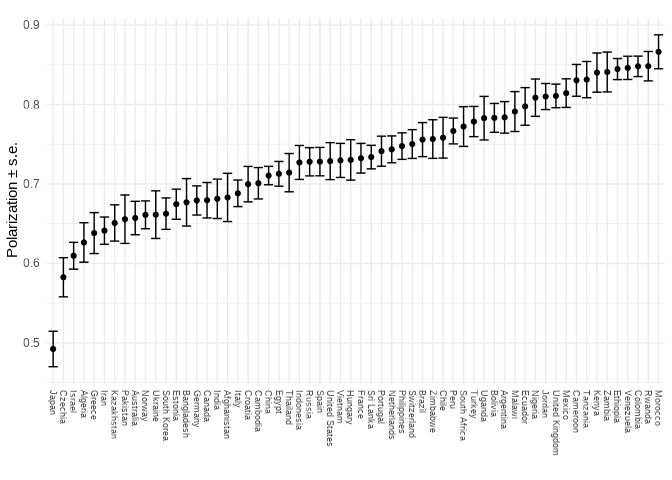 0.9
0.8
0.7
0.6
0.5
Polarization ± s.e.
Japan
Czechia
Israel
Algeria
Greece
Iran
Kazakhstan
Pakistan
Australia
Norway
Ukraine
South Korea
Estonia
Bangladesh
Germany
Canada
India
Afghanistan
Italy
Croatia
Cambodia
China
Egypt
Thailand
Indonesia
Russia
Spain
United States
Vietnam
Hungary
France
Sri Lanka
Portugal
Netherlands
Philippines
Switzerland
Brazil
Zimbabwe
Chile
Peru
South Africa
Turkey
Uganda
Bolivia
Argentina
Malawi
Ecuador
Nigeria
Jordan
United Kingdom
Mexico
Cameroon
Tanzania
Kenya
Zambia
Ethiopia
Venezuela
Colombia
Rwanda
Morocco